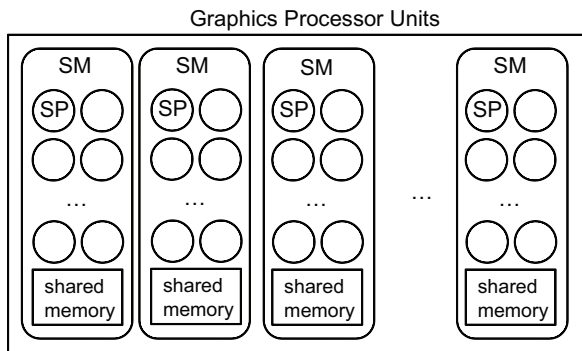 Graphics Processor Units
SM
SP
...
shared
memory
SM
SP
...
shared
memory
SM
SP
...
shared
memory
...
SM
SP
...
shared
memory